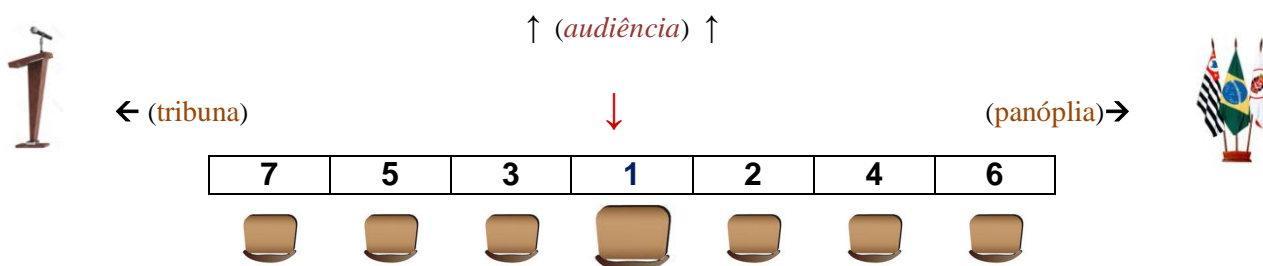 ↑ (audiência) ↑
← (tribuna) ↓ (panóplia)→
7 5 3 1 2 4 6